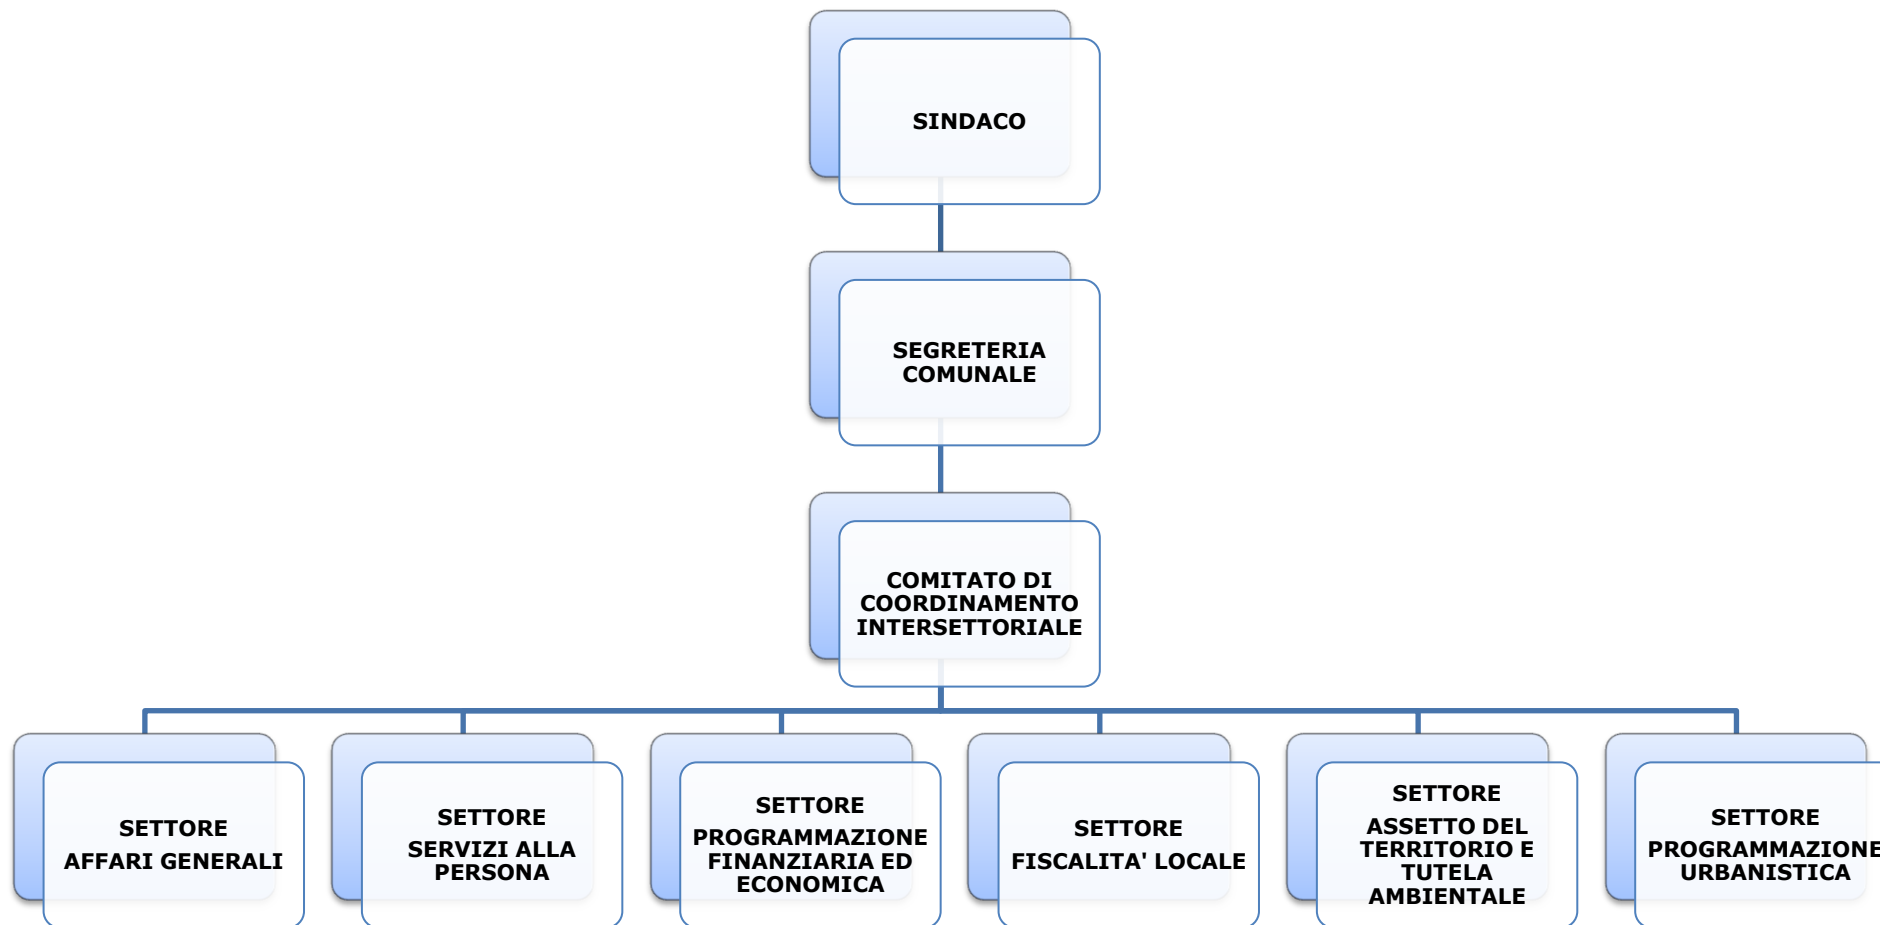 SINDACO
SEGRETERIA
COMUNALE
COMITATO DI
COORDINAMENTO
INTERSETTORIALE
SETTORE
AFFARI GENERALI
SETTORE
SERVIZI ALLA
PERSONA
SETTORE
PROGRAMMAZIONE
FINANZIARIA ED
ECONOMICA
SETTORE
FISCALITA' LOCALE
SETTORE
ASSETTO DEL
TERRITORIO E
TUTELA
AMBIENTALE
SETTORE
PROGRAMMAZIONE
URBANISTICA